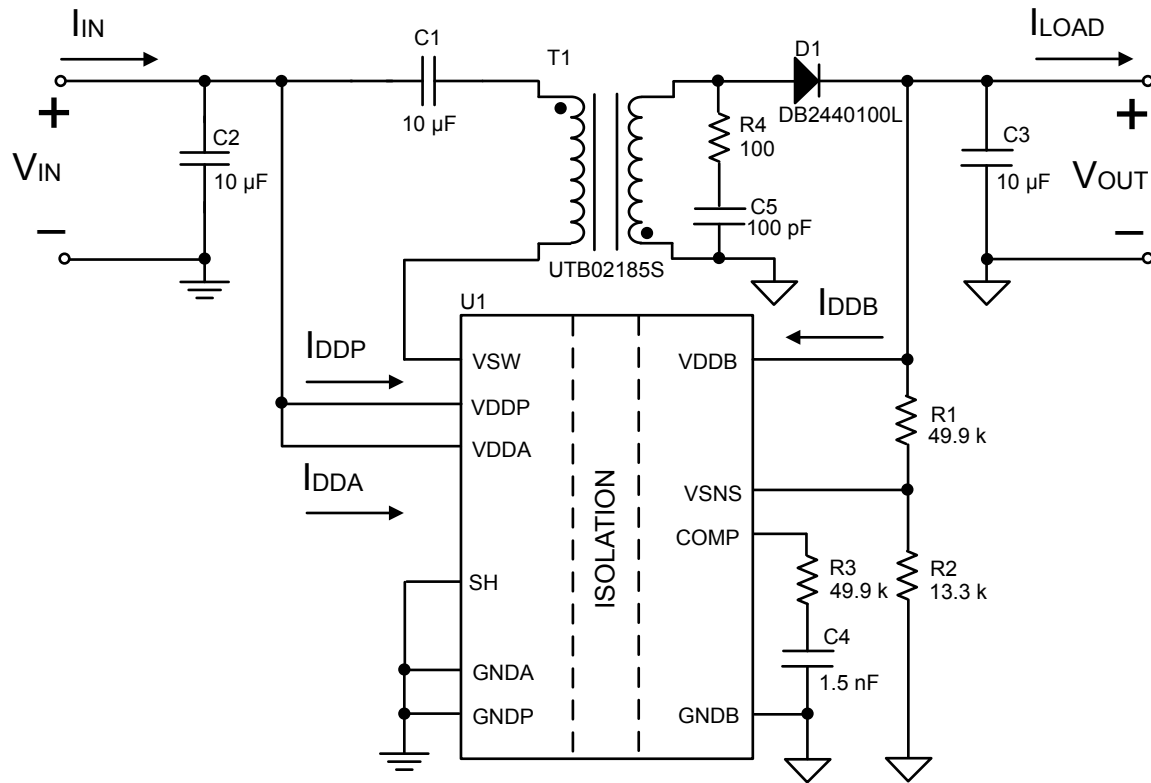 IIN
C1
T1
D1
ILOAD
+
10 µF
DB2440100L
+
C2
10 µF
R4
100
C3
10 µF
VIN
VOUT
C5
100 pF
–
–
UTB02185S
U1
IDDB
IDDP
VSW
VDDB
VDDP
R1
49.9 k
VDDA
IDDA
VSNS
COMP
ISOLATION
SH
R3
49.9 k
R2
13.3 k
C4
1.5 nF
GNDA
GNDP
GNDB